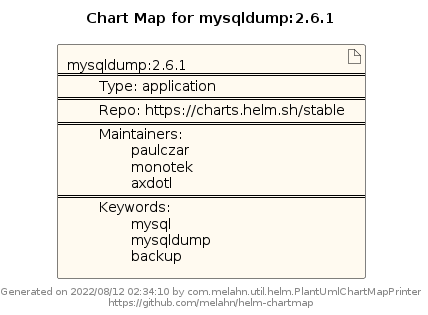 Chart Map for mysqldump:2.6.1
mysqldump:2.6.1
Type: application
Repo: https://charts.helm.sh/stable
Maintainers:
paulczar
monotek
axdotl
Keywords:
mysql
mysqldump
backup
Generated on 2022/08/12 02:34:10 by com.melahn.util.helm.PlantUmlChartMapPrinter
https://github.com/melahn/helm-chartmap